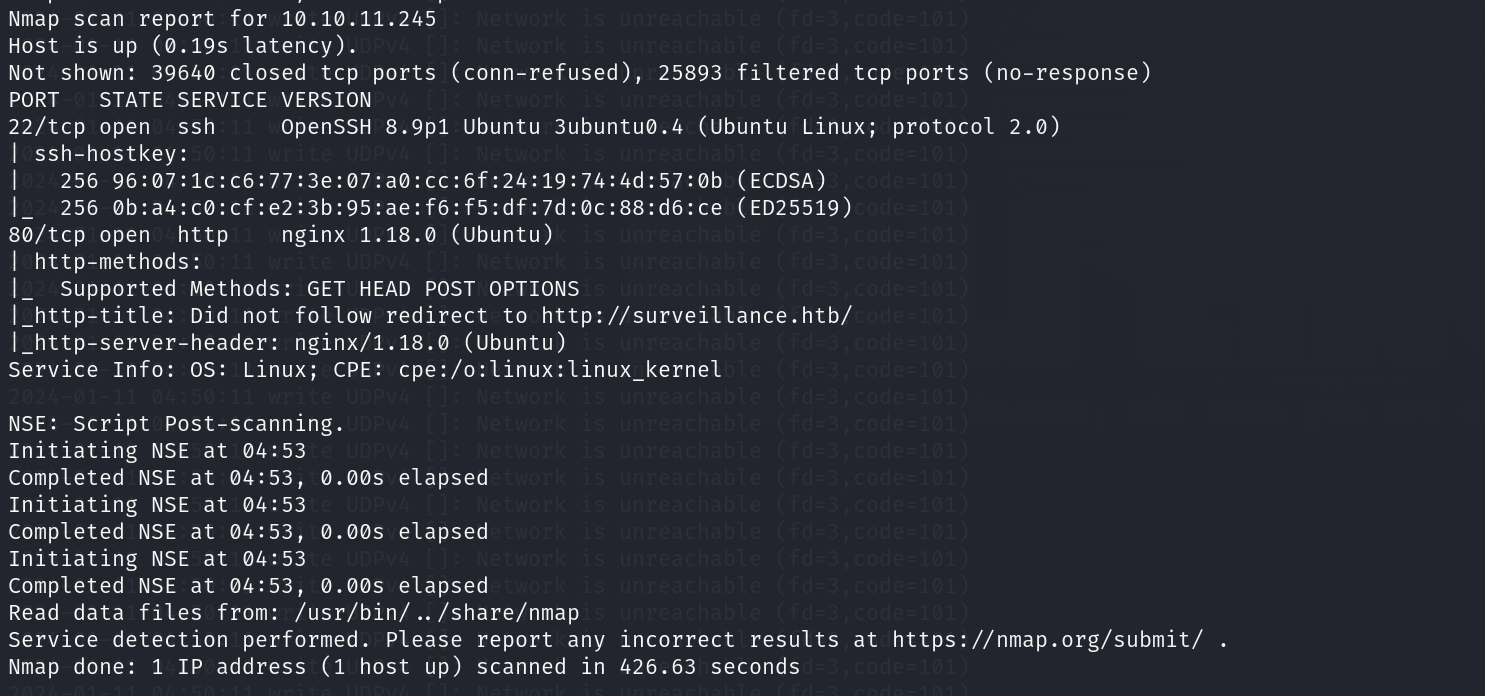 Nmap scan report for 10.10.11.245
Host is up (0.19s latency).
Not shown: 39640 closed tcp ports (conn-refused), 25893 filtered tcp ports (no-response)
PORT   STATE SERVICE VERSION
22/tcp open  ssh     OpenSSH 8.9p1 Ubuntu 3ubuntu0.4 (Ubuntu Linux; protocol 2.0)
| ssh-hostkey:
|   256 96:07:1c:c6:77:3e:07:a0:cc:6f:24:19:74:4d:57:0b (ECDSA)
|_  256 0b:a4:c0:cf:e2:3b:95:ae:f6:f5:df:7d:0c:88:d6:ce (ED25519)
80/tcp open  http    nginx 1.18.0 (Ubuntu)
| http-methods:
|_  Supported Methods: GET HEAD POST OPTIONS
|_http-title: Did not follow redirect to http://surveillance.htb/
|_http-server-header: nginx/1.18.0 (Ubuntu)
Service Info: OS: Linux; CPE: cpe:/o:linux:linux_kernel
NSE: Script Post-scanning.
Initiating NSE at 04:53
Completed NSE at 04:53, 0.00s elapsed
Initiating NSE at 04:53
Completed NSE at 04:53, 0.00s elapsed
Initiating NSE at 04:53
Completed NSE at 04:53, 0.00s elapsed
Read data files from: /usr/bin/../share/nmap
Service detection performed. Please report any incorrect results at https://nmap.org/submit/ .
Nmap done: 1 IP address (1 host up) scanned in 426.63 seconds